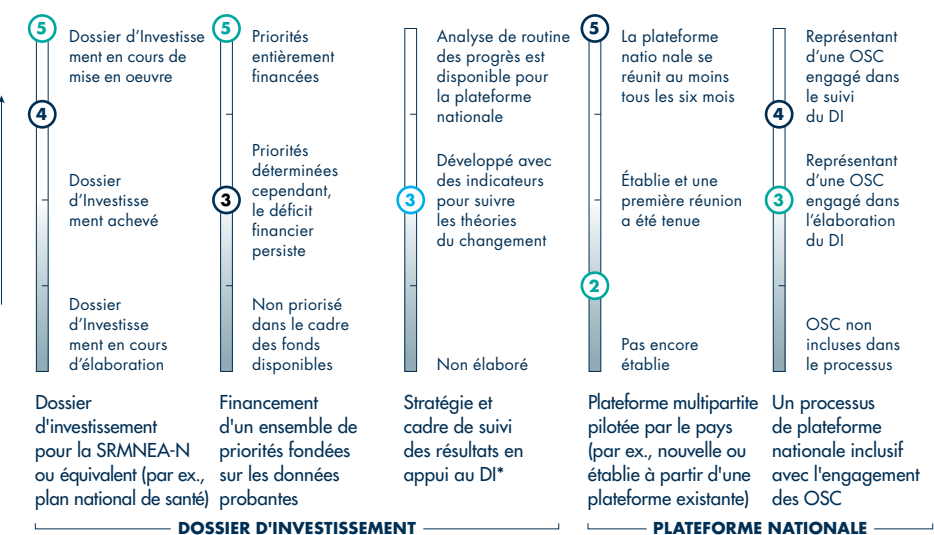 5
Dossier d'Investisse
ment en cours de
mise en oeuvre
4
Dossier
d'Investisse
ment achevé
Dossier
d'Investisse
ment en cours
d'élaboration
Dossier
d'investissement
pour la SRMNEA-N
ou équivalent (par ex.,
plan national de santé)
5
Priorités
entièrement
financées
Priorités
déterminées
cependant,
le déficit
financier
persiste
3
Non priorisé
dans le cadre
des fonds
disponibles
Financement
d'un ensemble de
priorités fondées
sur les données
probantes
Analyse de routine
des progrès est
disponible pour
la plateforme
nationale
Développé avec
des indicateurs
pour suivre
les théories
du changement
3
Non élaboré
Stratégie et
cadre de suivi
des résultats en
appui au DI*
DOSSIER D'INVESTISSEMENT
5
La plateforme
natio nale se
réunit au moins
tous les six mois
Établie et une
première réunion
a été tenue
2
Pas encore
établie
Plateforme multipartite
pilotée par le pays
(par ex., nouvelle ou
établie à partir d'une
plateforme existante)
Représentant
d'une OSC
engagé dans
le suivi
du DI
4
Représentant
d'une OSC
engagé dans
l'élaboration
du DI
3
OSC non
incluses dans
le processus
Un processus
de plateforme
nationale inclusif
avec l'engagement
des OSC
PLATEFORME NATIONALE